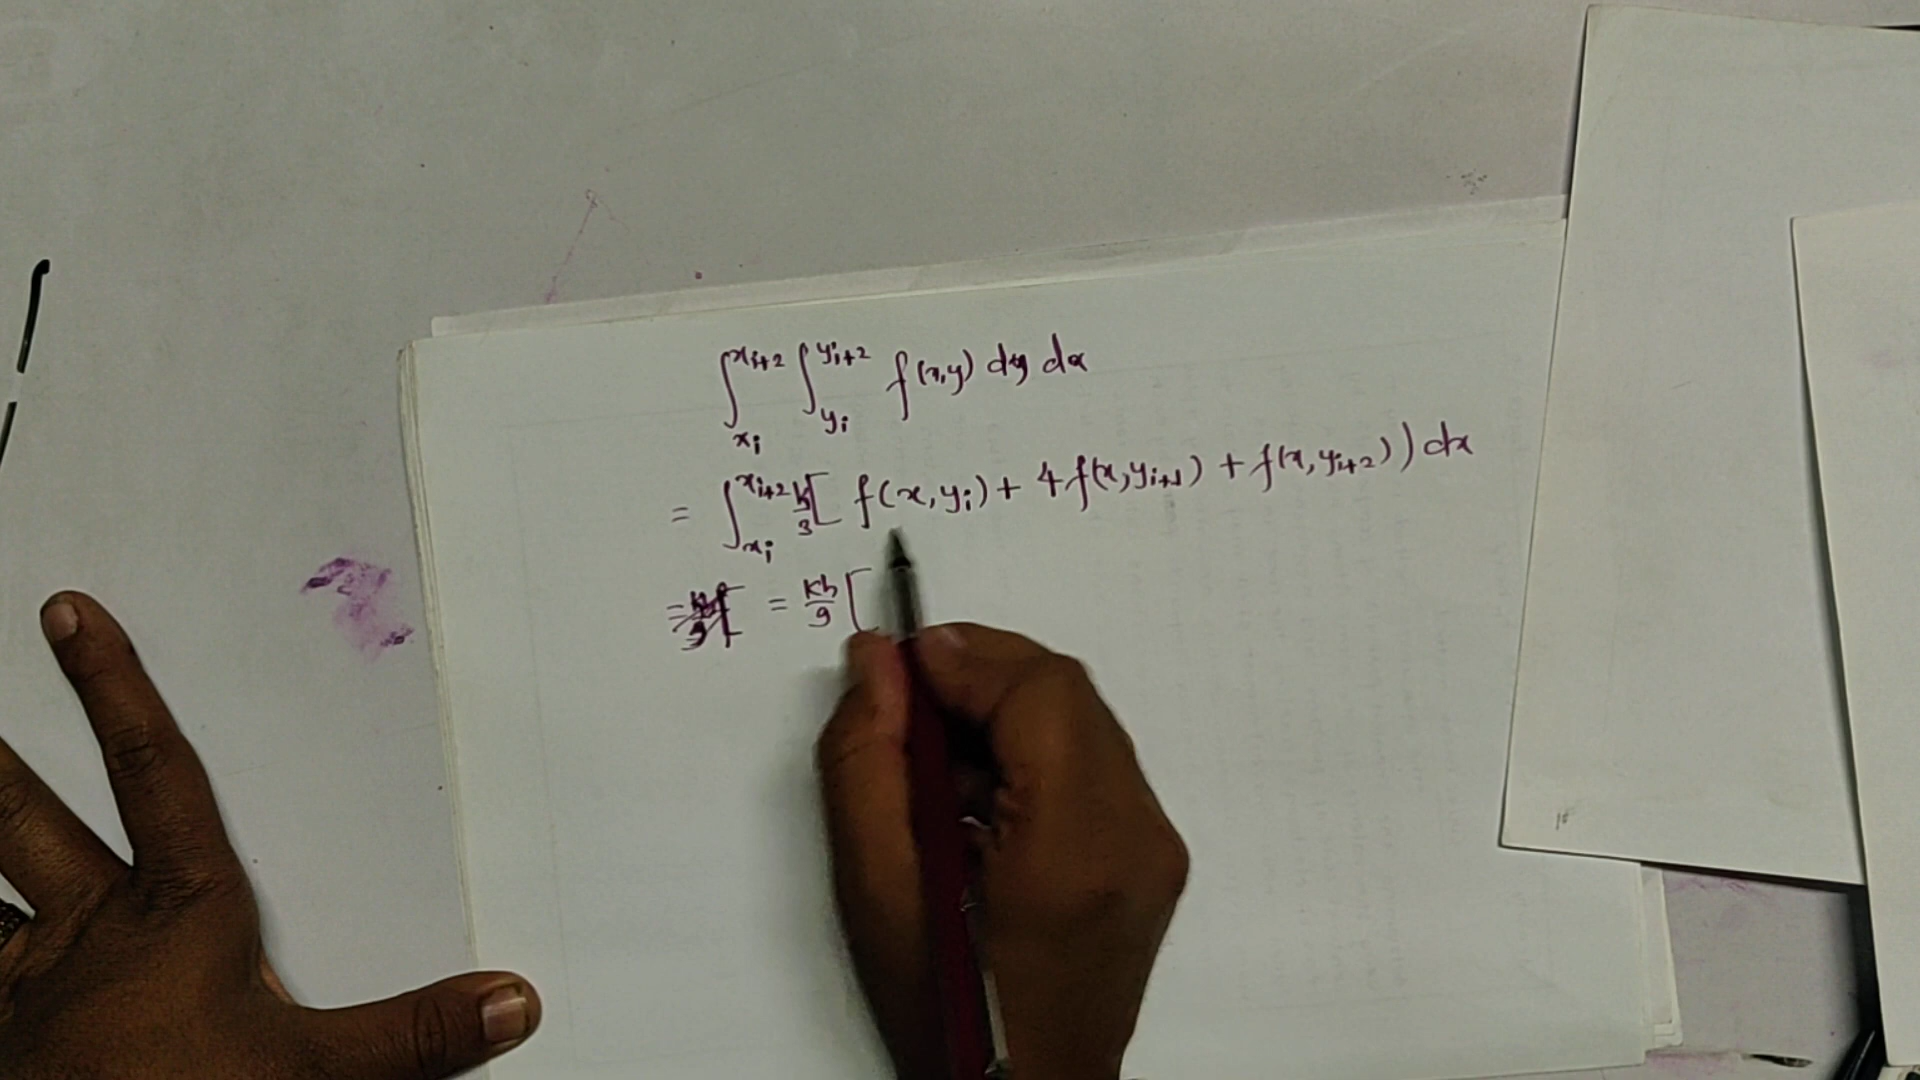 ∫_{x_i}^{x_{i+2}} ∫_{y_i}^{y_{i+2}} f(x,y) dy dx
= ∫_{x_i}^{x_{i+2}} k/3 [ f(x,y_i) + 4f(x,y_{i+1}) + f(x,y_{i+2}) ) dx
= kh/9 [